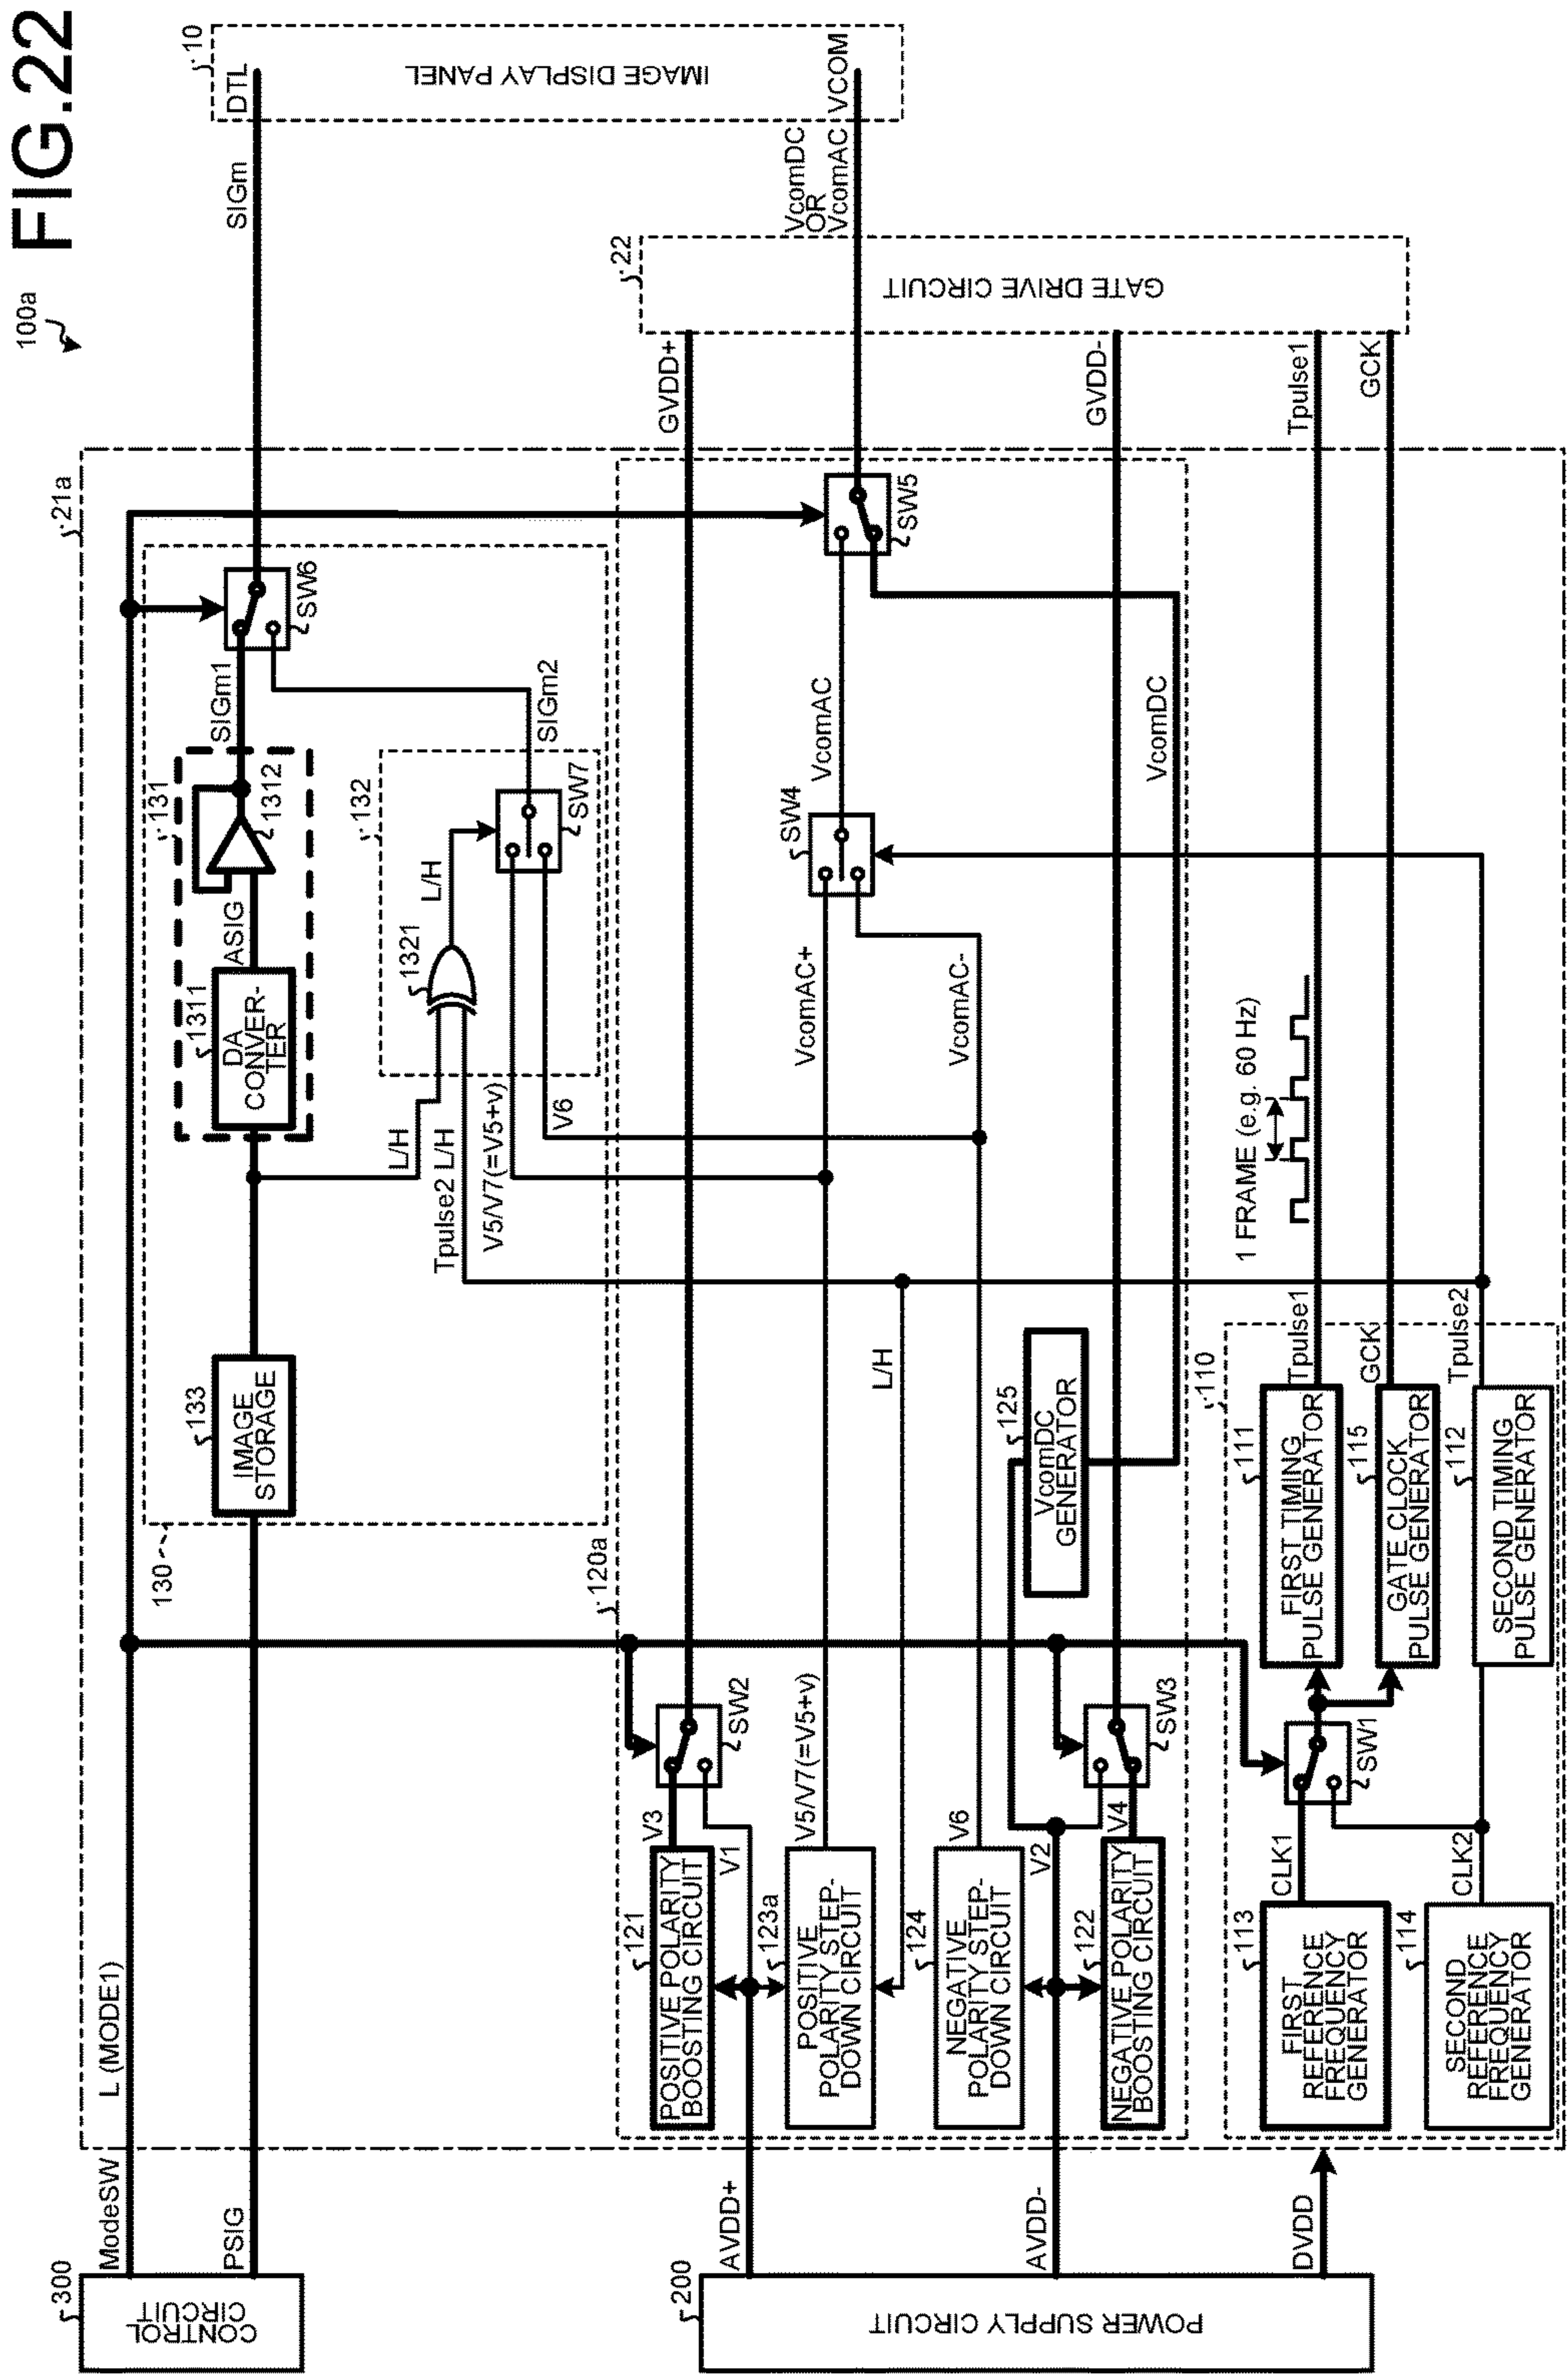 FIG.22
100a
300
CONTROL
CIRCUIT
ModeSW
PSIG
L (MODE1)
21a
130
133
IMAGE
STORAGE
131
1311
DA
CONVER-
TER
ASIG
1312
SIGm1
SW6
SIGm
10
DTL
IMAGE DISPLAY PANEL
VCOM
L/H
Tpulse2 L/H
V5/V7(=V5+v)
V6
132
1321
L/H
SW7
SIGm2
200
POWER SUPPLY CIRCUIT
AVDD+
AVDD-
DVDD
120a
121
POSITIVE POLARITY
BOOSTING CIRCUIT
V3
V1
SW2
GVDD+
123a
POSITIVE
POLARITY STEP-
DOWN CIRCUIT
V5/V7(=V5+v)
VcomAC+
SW4
VcomAC
SW5
VcomDC
OR
VcomAC
L/H
124
NEGATIVE
POLARITY STEP-
DOWN CIRCUIT
V6
VcomAC-
V2
125
VcomDC
GENERATOR
122
NEGATIVE POLARITY
BOOSTING CIRCUIT
V4
SW3
VcomDC
GVDD-
22
GATE DRIVE CIRCUIT
110
113
FIRST
REFERENCE
FREQUENCY
GENERATOR
CLK1
SW1
111
FIRST TIMING
PULSE GENERATOR
Tpulse1
1 FRAME (e.g. 60 Hz)
Tpulse1
115
GATE CLOCK
PULSE GENERATOR
GCK
GCK
114
SECOND
REFERENCE
FREQUENCY
GENERATOR
CLK2
112
SECOND TIMING
PULSE GENERATOR
Tpulse2